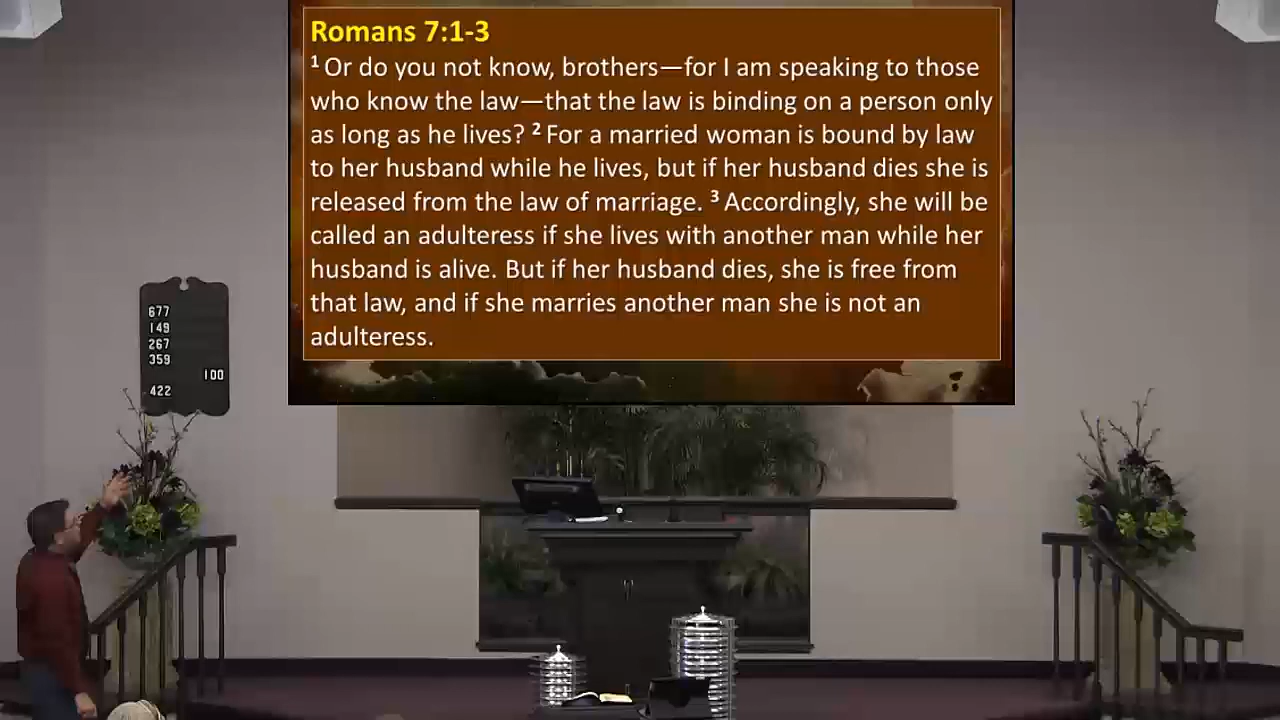 Romans 7:1-3
¹ Or do you not know, brothers—for I am speaking to those
who know the law—that the law is binding on a person only
as long as he lives? ² For a married woman is bound by law
to her husband while he lives, but if her husband dies she is
released from the law of marriage. ³ Accordingly, she will be
called an adulteress if she lives with another man while her
husband is alive. But if her husband dies, she is free from
that law, and if she marries another man she is not an
adulteress.
677
149
267
359
100
422